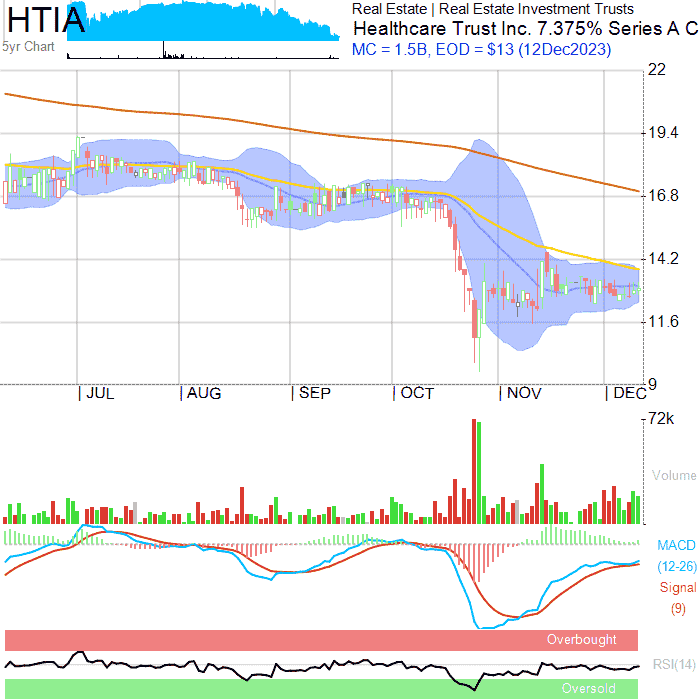 HTIA
5yr Chart
Real Estate | Real Estate Investment Trusts
Healthcare Trust Inc. 7.375% Series A C
MC = 1.5B, EOD = $13 (12Dec2023)
22
19.4
16.8
14.2
11.6
9
| JUL | AUG | SEP | OCT | NOV | DEC
72k
Volume
MACD
(12-26)
Signal
(9)
Overbought
RSI(14)
Oversold